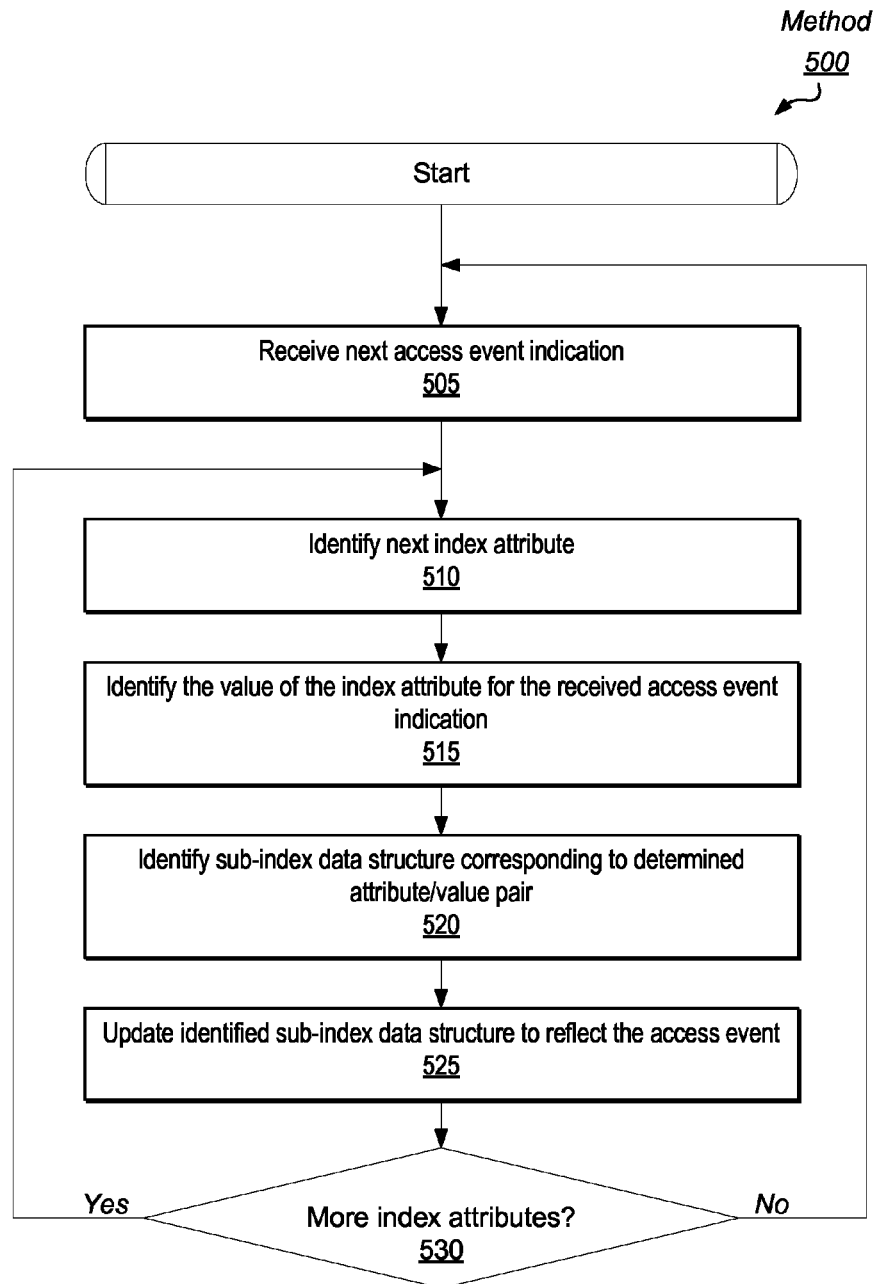 Method
500
Start
Receive next access event indication
505
Identify next index attribute
510
Identify the value of the index attribute for the received access event
indication
515
Identify sub-index data structure corresponding to determined
attribute/value pair
520
Update identified sub-index data structure to reflect the access event
525
Yes
No
More index attributes?
530